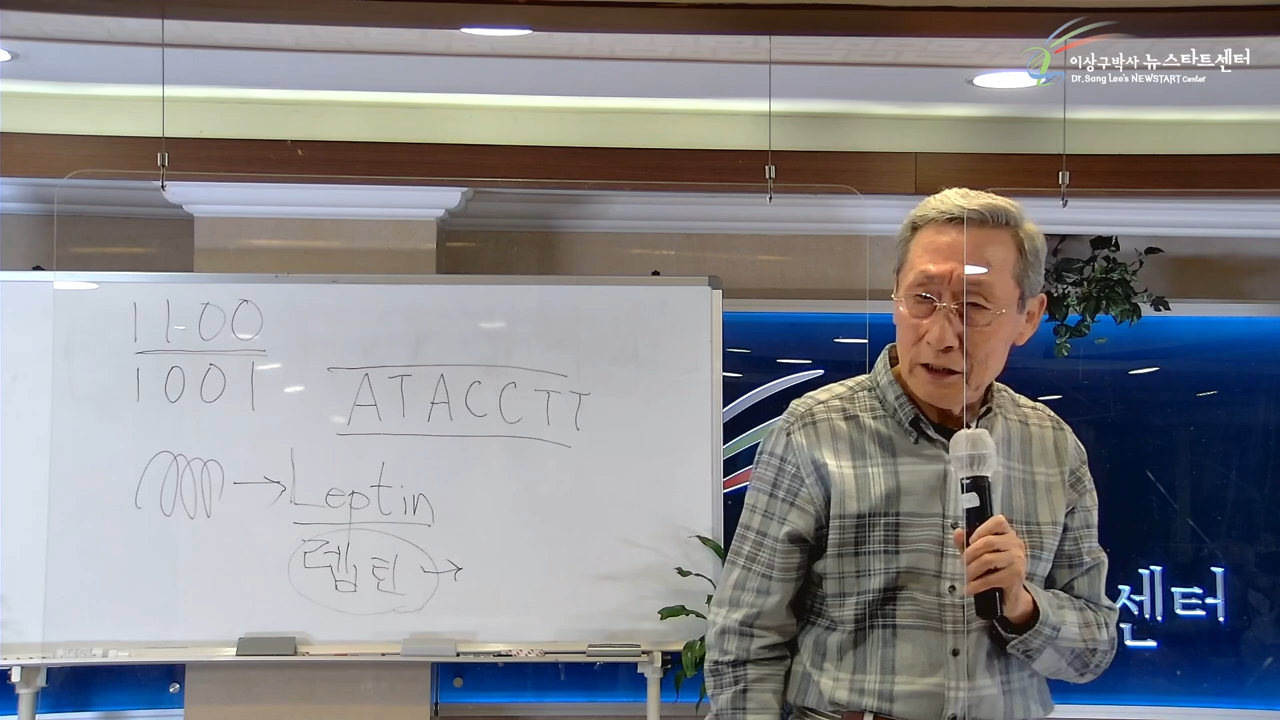 이상구박사 뉴스타트센터
Dr. Sang Lee's NEWSTART Center
1100
1001
ATACCTT
Leptin
렙틴
센터